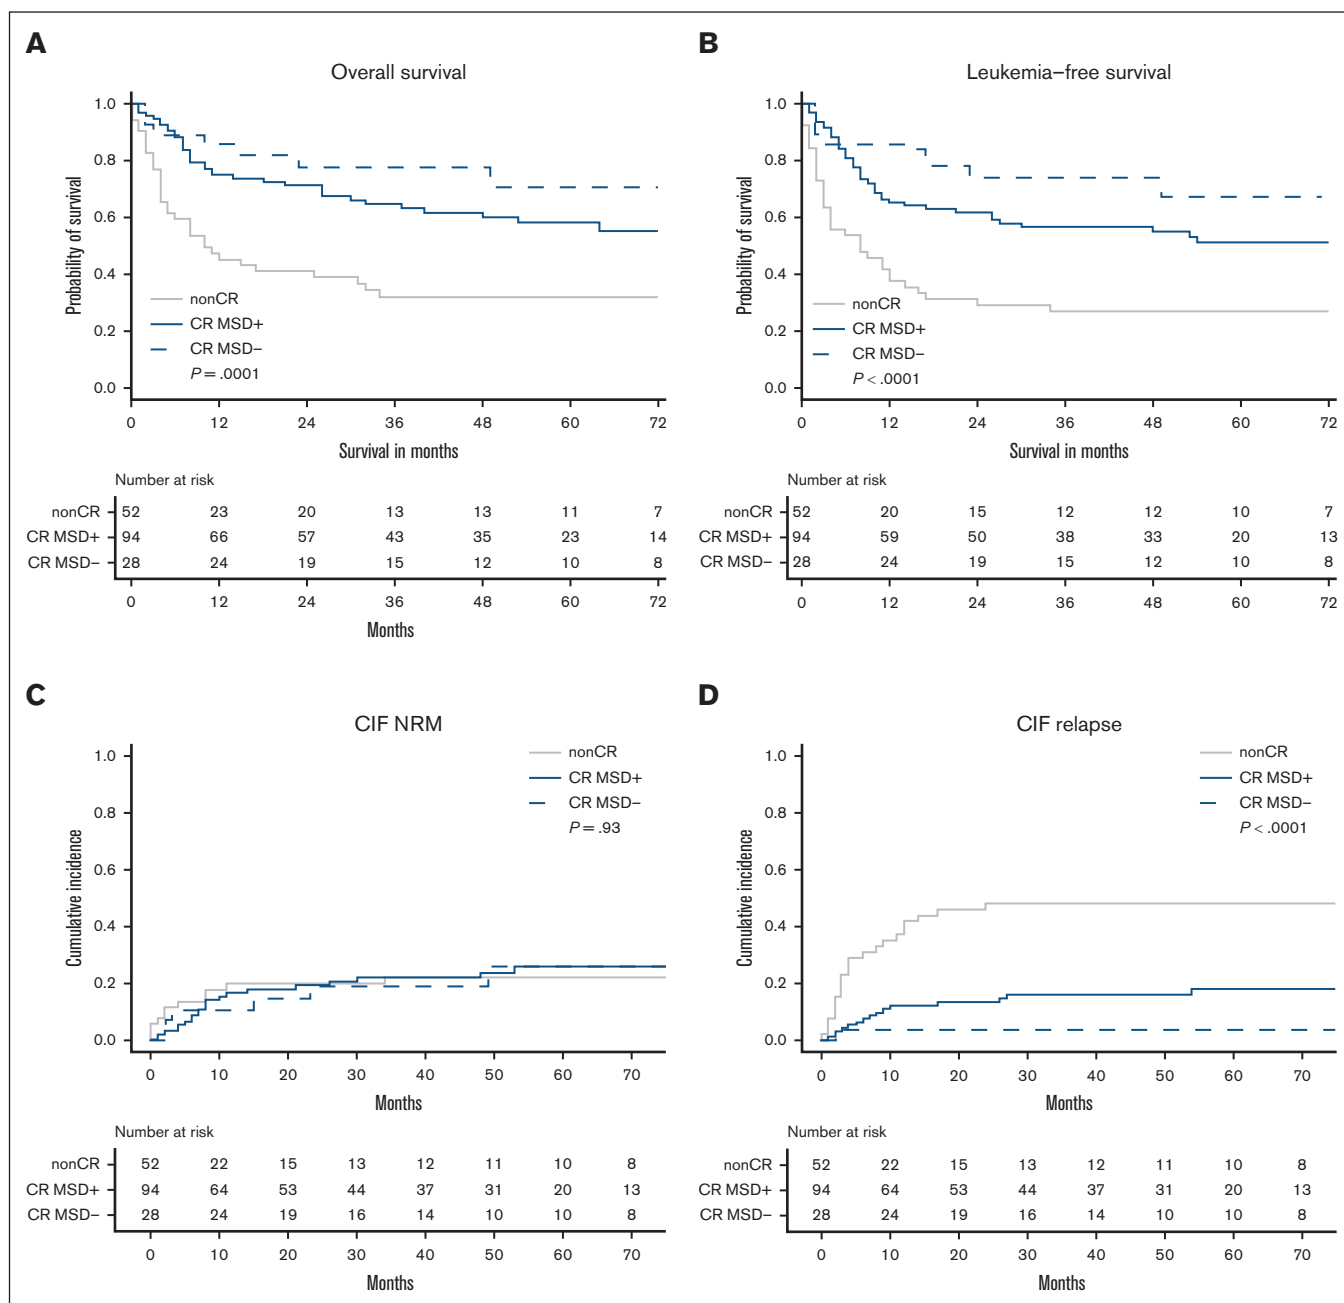 A
Overall survival
Probability of survival
1.0
0.8
0.6
0.4
0.2
0.0
nonCR
CR MSD+
CR MSD–
P = .0001
0 12 24 36 48 60 72
Survival in months
Number at risk
nonCR 52 23 20 13 13 11 7
CR MSD+ 94 66 57 43 35 23 14
CR MSD– 28 24 19 15 12 10 8
0 12 24 36 48 60 72
Months
B
Leukemia–free survival
Probability of survival
1.0
0.8
0.6
0.4
0.2
0.0
nonCR
CR MSD+
CR MSD–
P < .0001
0 12 24 36 48 60 72
Survival in months
Number at risk
nonCR 52 20 15 12 12 10 7
CR MSD+ 94 59 50 38 33 20 13
CR MSD– 28 24 19 15 12 10 8
0 12 24 36 48 60 72
C
CIF NRM
Cumulative incidence
1.0
0.8
0.6
0.4
0.2
0.0
nonCR
CR MSD+
CR MSD–
P = .93
0 10 20 30 40 50 60 70
Months
Number at risk
nonCR 52 22 15 13 12 11 10 8
CR MSD+ 94 64 53 44 37 31 20 13
CR MSD– 28 24 19 16 14 10 10 8
0 10 20 30 40 50 60 70
Months
D
CIF relapse
Cumulative incidence
1.0
0.8
0.6
0.4
0.2
0.0
nonCR
CR MSD+
CR MSD–
P < .0001
0 10 20 30 40 50 60 70
Months
Number at risk
nonCR 52 22 15 13 12 11 10 8
CR MSD+ 94 64 53 44 37 31 20 13
CR MSD– 28 24 19 16 14 10 10 8
0 10 20 30 40 50 60 70
Months